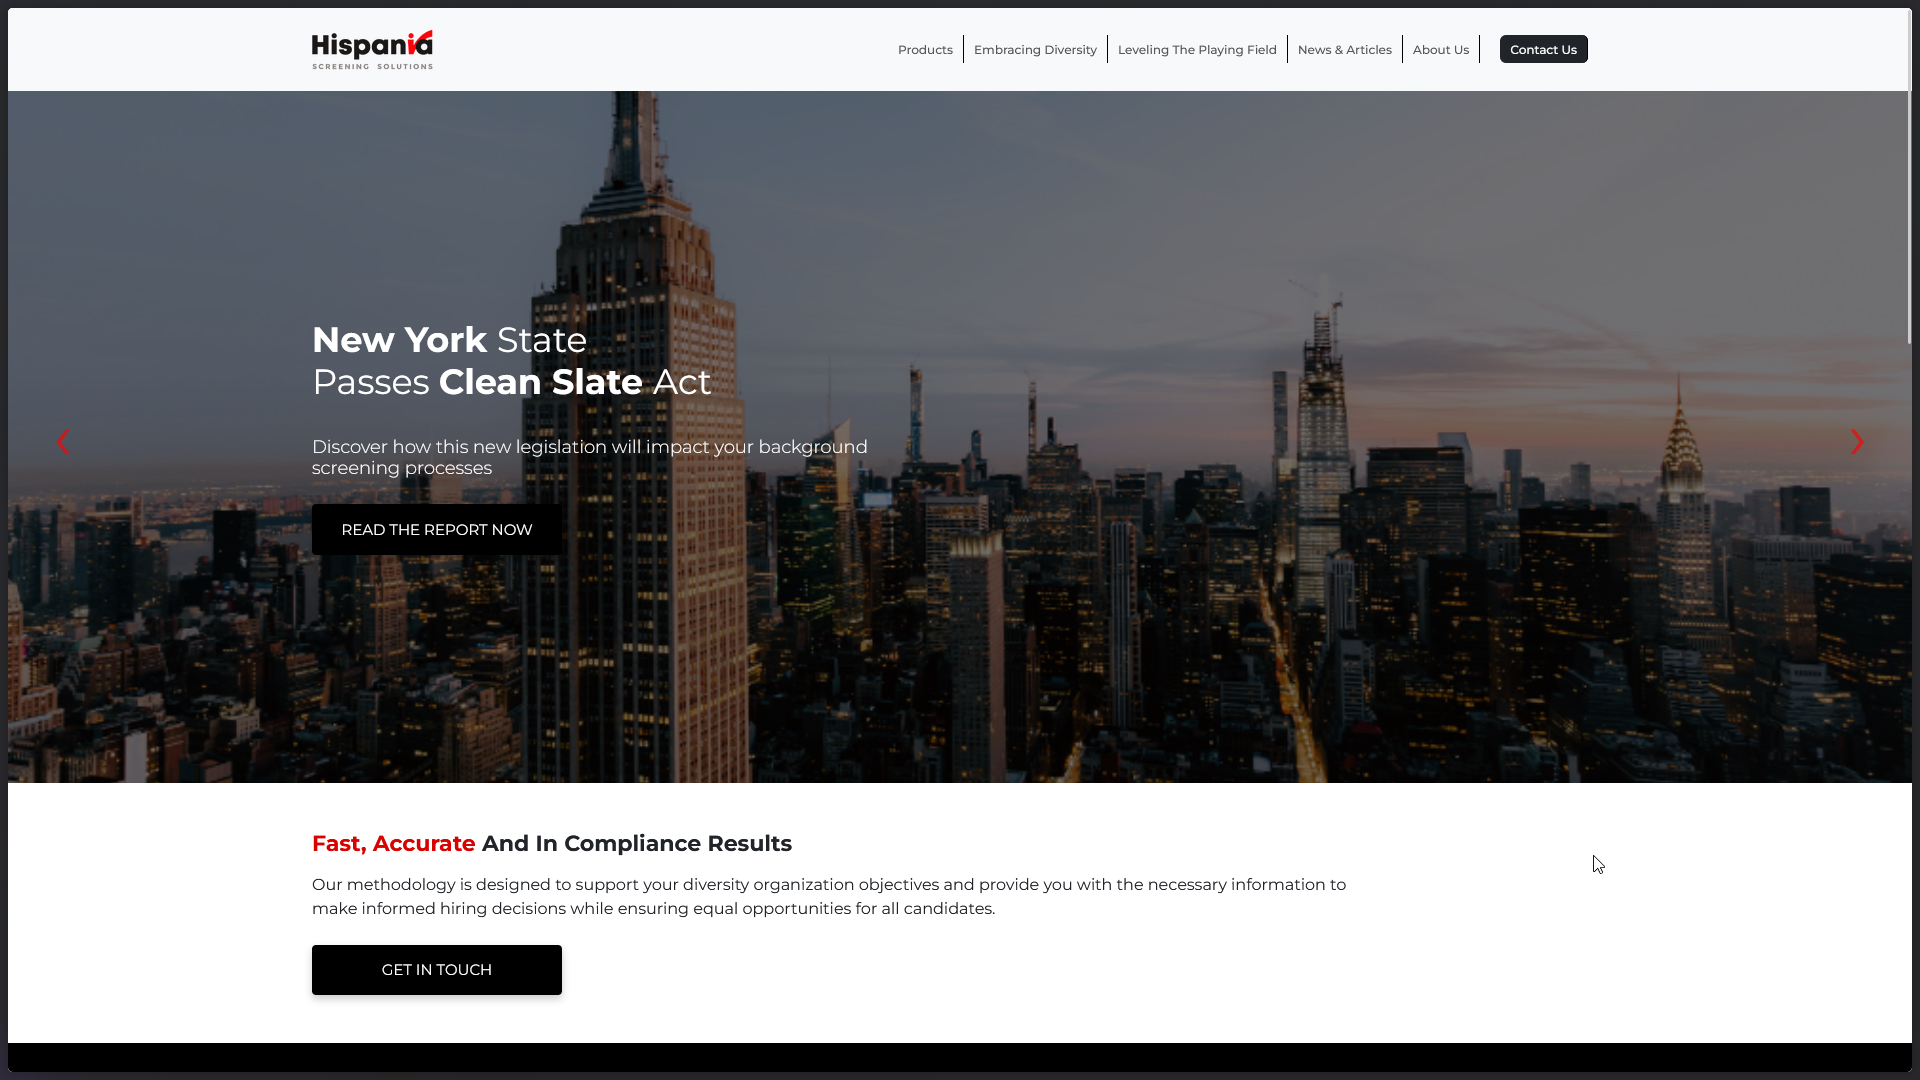 Hispania
SCREENING SOLUTIONS
Products
Embracing Diversity
Leveling The Playing Field
News & Articles
About Us
Contact Us
New York State
Passes Clean Slate Act
Discover how this new legislation will impact your background
screening processes
READ THE REPORT NOW
Fast, Accurate And In Compliance Results
Our methodology is designed to support your diversity organization objectives and provide you with the necessary information to
make informed hiring decisions while ensuring equal opportunities for all candidates.
GET IN TOUCH